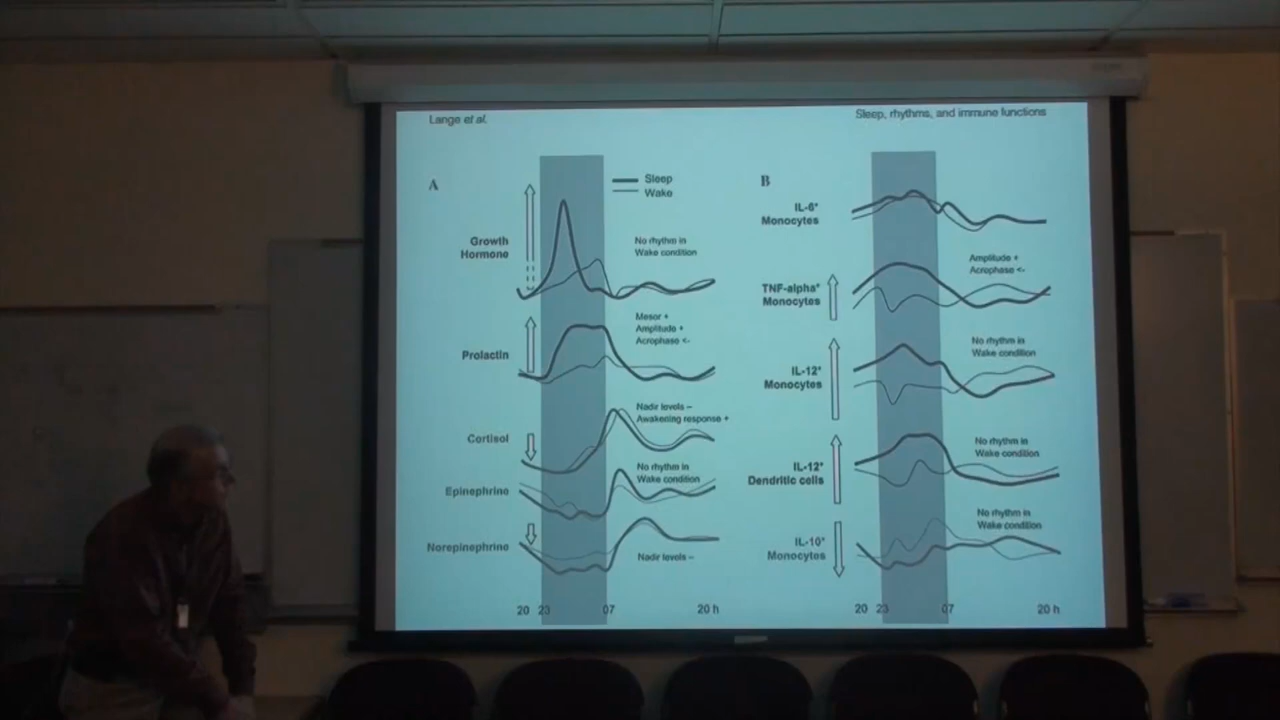 Lange et al.
Sleep, rhythms, and immune functions
A
Sleep
Wake
Growth
Hormone
No rhythm in
Wake condition
Prolactin
Mesor +
Amplitude +
Acrophase <-
Cortisol
Nadir levels –
Awakening response +
Epinephrine
No rhythm in
Wake condition
Norepinephrine
Nadir levels –
20 23 07 20 h
B
IL-6+
Monocytes
TNF-alpha+
Monocytes
Amplitude +
Acrophase <-
IL-12+
Monocytes
No rhythm in
Wake condition
IL-12+
Dendritic cells
No rhythm in
Wake condition
IL-10+
Monocytes
No rhythm in
Wake condition
20 23 07 20 h